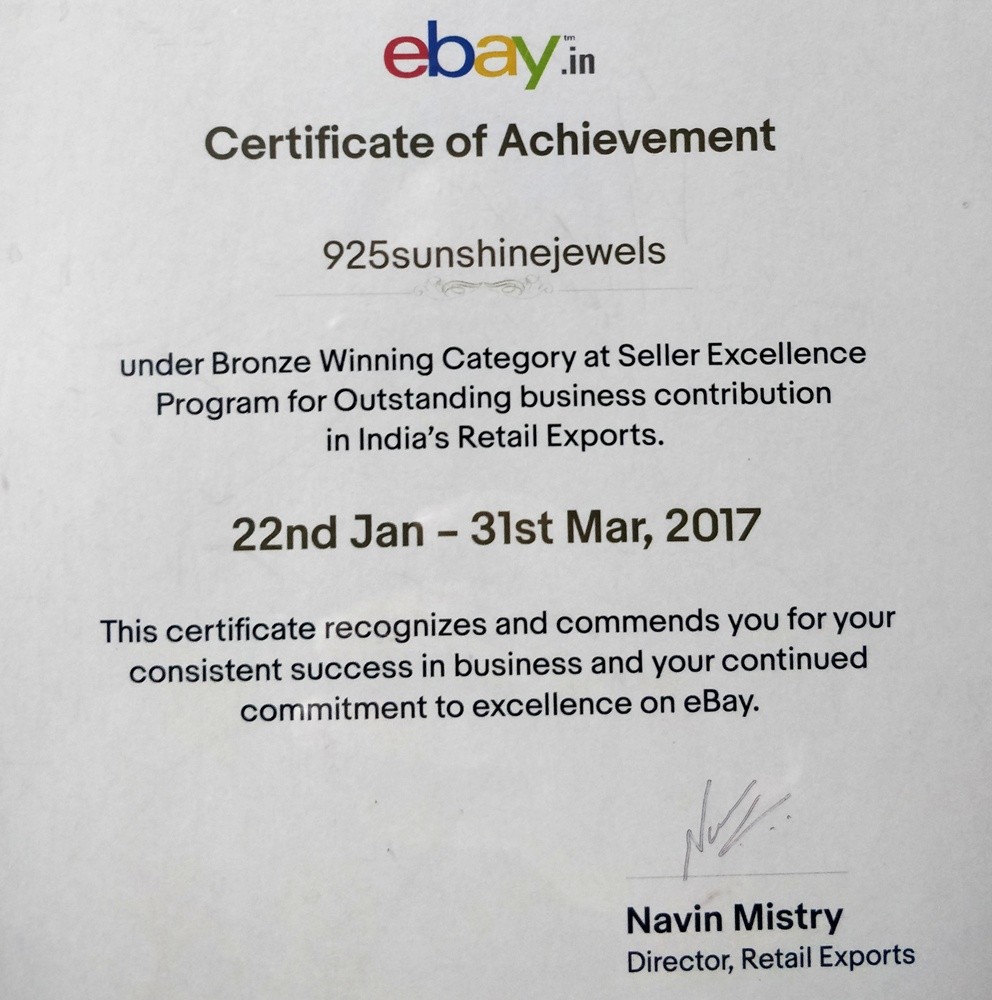 ebay.in™
Certificate of Achievement
925sunshinejewels
under Bronze Winning Category at Seller Excellence
Program for Outstanding business contribution
in India's Retail Exports.
22nd Jan – 31st Mar, 2017
This certificate recognizes and commends you for your
consistent success in business and your continued
commitment to excellence on eBay.
Navin Mistry
Director, Retail Exports